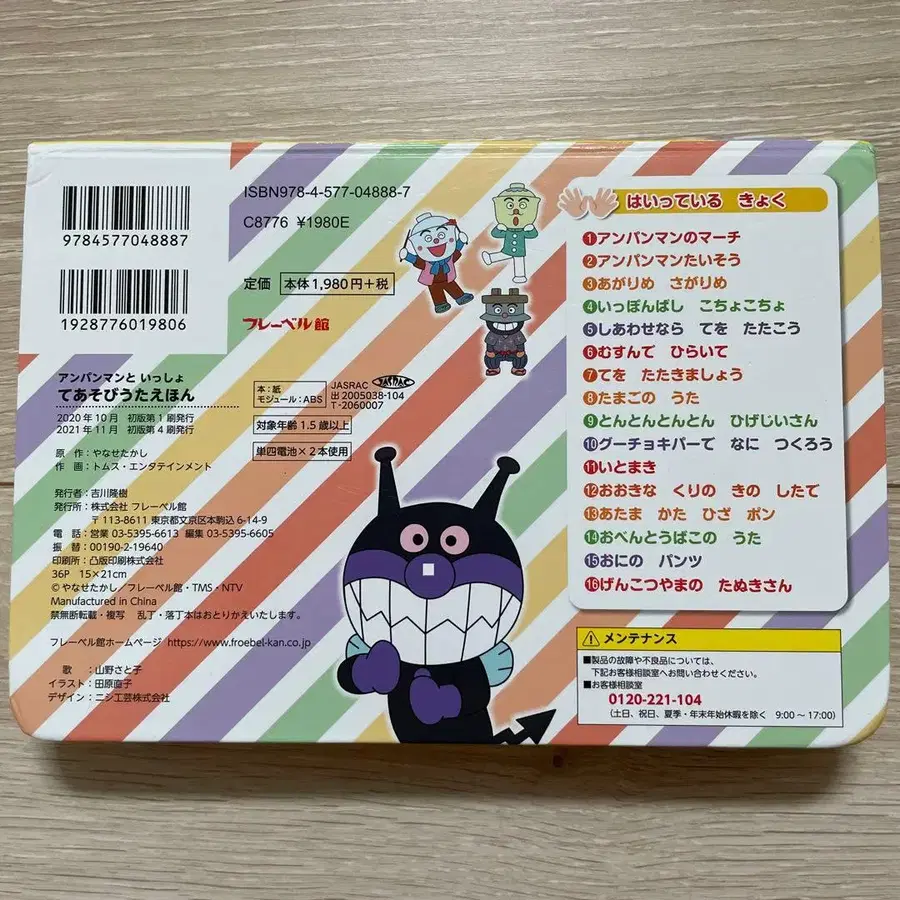 9784577048887
1928776019806
ISBN978-4-577-04888-7
C8776 ¥1980E
定価 本体1,980円+税
フレーベル館
アンパンマンと いっしょ
てあそびうたえほん
2020年10月 初版第1刷発行
2021年11月 初版第4刷発行
原 作:やなせたかし
作 画:トムス・エンタテインメント
発行者:吉川隆樹
発行所:株式会社 フレーベル館
〒113-8611 東京都文京区本駒込 6-14-9
電 話:営業 03-5395-6613 編集 03-5395-6605
振 替:00190-2-19640
印刷所:凸版印刷株式会社
36P 15×21cm
©やなせたかし/フレーベル館・TMS・NTV
Manufactured in China
禁無断転載・複写 乱丁・落丁本はおとりかえいたします。
フレーベル館ホームページ https://www.froebel-kan.co.jp
歌 :山野さと子
イラスト:田原直子
デザイン:ニシ工芸株式会社
本:紙
モジュール:ABS
JASRAC
出 2005038-104
T-2060007
JASRAC
対象年齢 1.5歳以上
単四電池×2本使用
はいっている きょく
1アンパンマンのマーチ
2アンパンマンたいそう
3あがりめ さがりめ
4いっぽんばし こちょこちょ
5しあわせなら てを たたこう
6むすんで ひらいて
7てを たたきましょう
8たまごの うた
9とんとんとんとん ひげじいさん
10グーチョキパーで なに つくろう
11いとまき
12おおきな くりの きの したで
13あたま かた ひざ ポン
14おべんとうばこの うた
15おにの パンツ
16げんこつやまの たぬきさん
メンテナンス
■製品の故障や不良品については、
下記お客様相談室へお問い合わせください。
■お客様相談室
0120-221-104
(土日、祝日、夏季・年末年始休暇を除く 9:00~17:00)